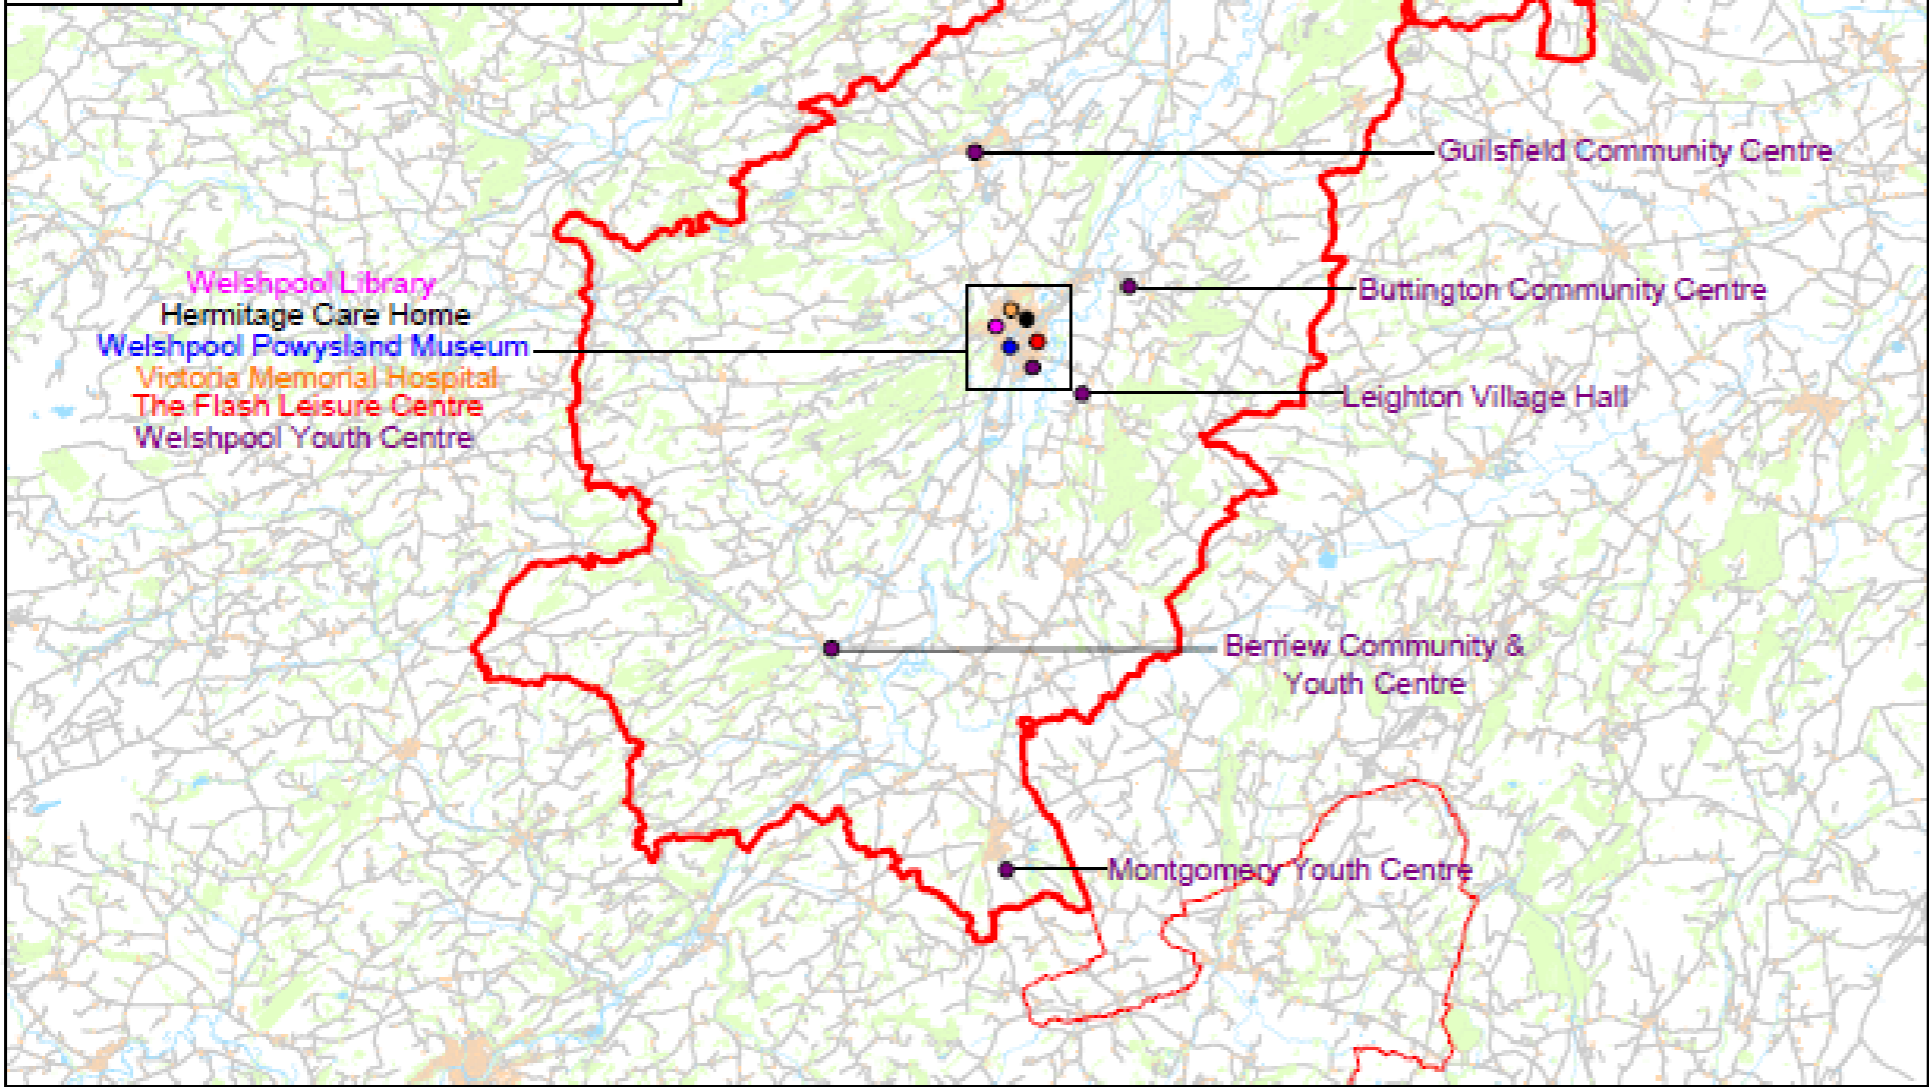 Guilsfield Community Centre
Welshpool Library
Hermitage Care Home
Welshpool Powysland Museum
Victoria Memorial Hospital
The Flash Leisure Centre
Welshpool Youth Centre
Buttington Community Centre
Leighton Village Hall
Berriew Community &
Youth Centre
Montgomery Youth Centre